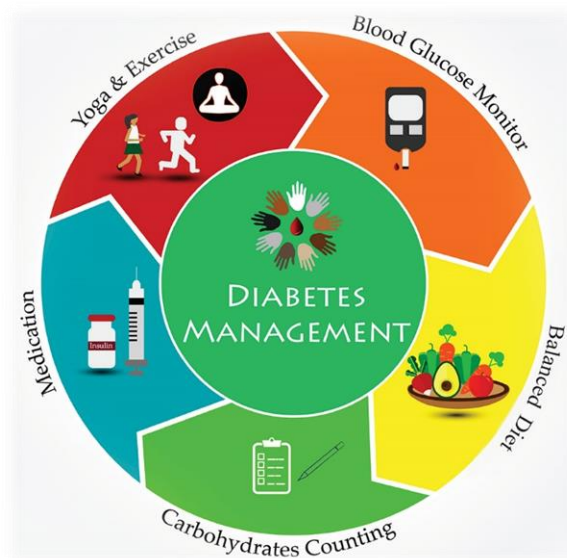 Yoga & Exercise
Blood Glucose Monitor
DIABETES
MANAGEMENT
Medication
Insulin
Balanced Diet
Carbohydrates Counting